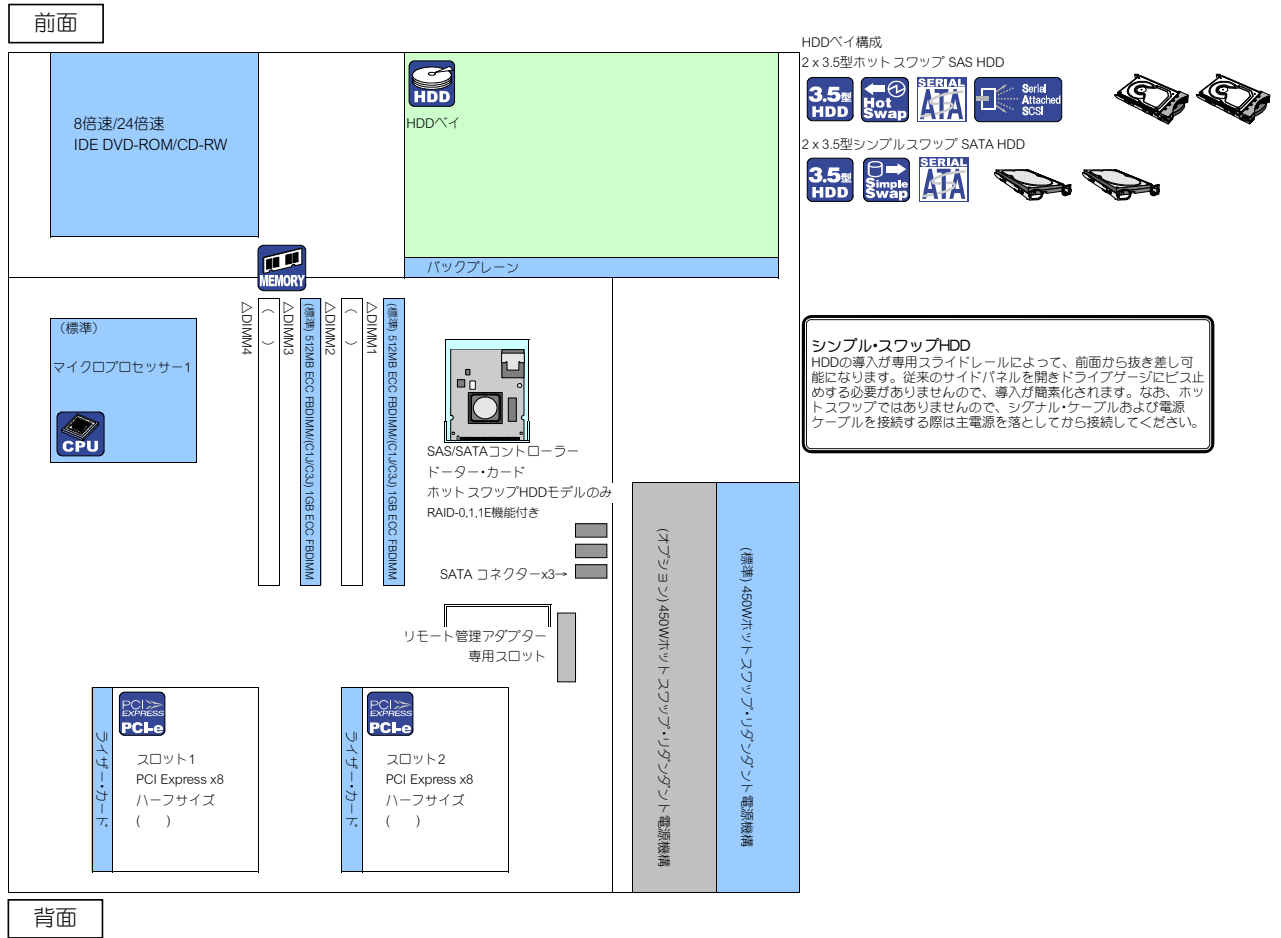 前面
8倍速/24倍速
IDE DVD-ROM/CD-RW
HDD
HDDベイ
バックプレーン
HDDベイ構成
2 x 3.5型ホットスワップ SAS HDD
3.5型 HDD
Hot Swap
SERIAL ATA
Serial Attached SCSI
2 x 3.5型シンプルスワップ SATA HDD
3.5型 HDD
Simple Swap
SERIAL ATA
MEMORY
(標準)
マイクロプロセッサー1
CPU
△DIMM4
( )
△DIMM3
(標準) 512MB ECC FBDIMM/(C1J/C3J) 1GB ECC FBDIMM
△DIMM2
( )
△DIMM1
(標準) 512MB ECC FBDIMM/(C1J/C3J) 1GB ECC FBDIMM
SAS/SATAコントローラー
ドーター・カード
ホットスワップHDDモデルのみ
RAID-0,1,1E機能付き
SATA コネクターx3→
リモート管理アダプター
専用スロット
シンプル・スワップHDD
HDDの導入が専用スライドレールによって、前面から抜き差し可
能になります。従来のサイドパネルを開きドライブゲージにビス止
めする必要がありませんので、導入が簡素化されます。なお、ホッ
トスワップではありませんので、シグナル・ケーブルおよび電源
ケーブルを接続する際は主電源を落としてから接続してください。
(オプション) 450Wホットスワップ・リダンダント電源機構
(標準) 450Wホットスワップ・リダンダント電源機構
ライザー・カード
PCI EXPRESS
PCI-e
スロット1
PCI Express x8
ハーフサイズ
( )
ライザー・カード
PCI EXPRESS
PCI-e
スロット2
PCI Express x8
ハーフサイズ
( )
背面